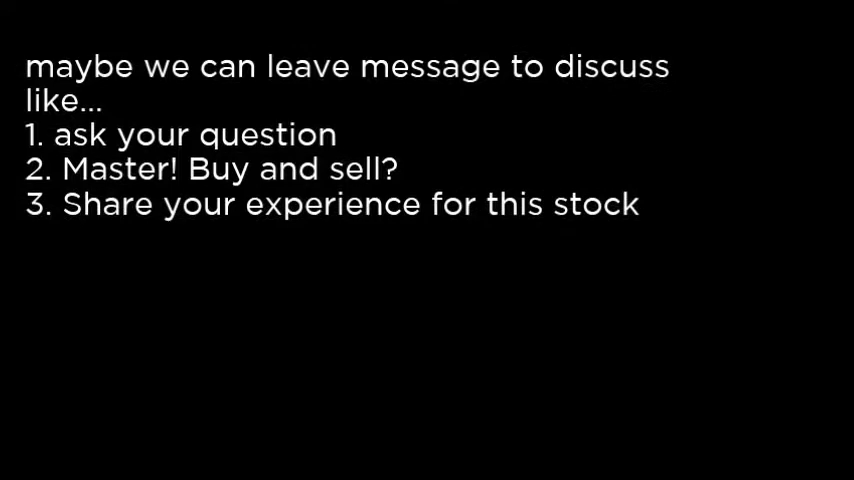 maybe we can leave message to discuss
like...
1. ask your question
2. Master! Buy and sell?
3. Share your experience for this stock